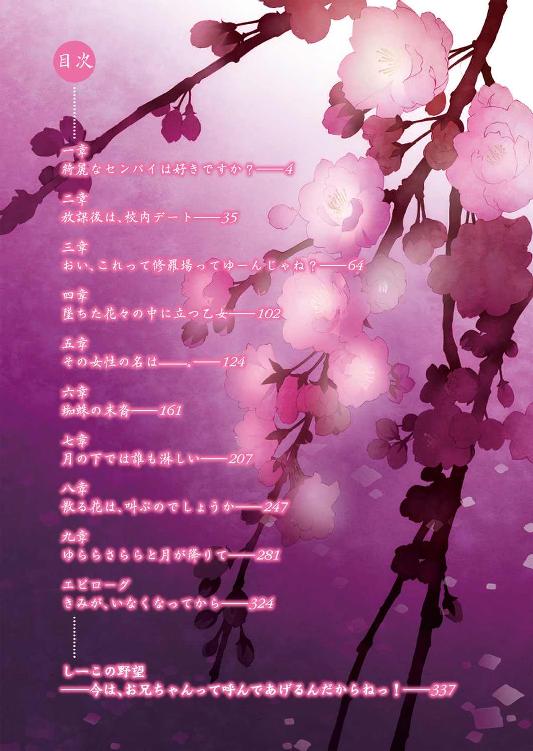 目次
一章
綺麗なセンパイは好きですか?――4
二章
放課後は、校内デート――35
三章
おい、これって修羅場ってゆーんじゃね?――64
四章
墜ちた花々の中に立つ乙女――102
五章
その女性の名は――。――124
六章
蜘蛛の末裔――161
七章
月の下では誰も淋しい――207
八章
散る花は、叫ぶのでしょうか――247
九章
ゆららさららと月が降りて――281
エピローグ
きみが、いなくなってから――324
しーこの野望
――今は、お兄ちゃんって呼んであげるんだからねっ!――337